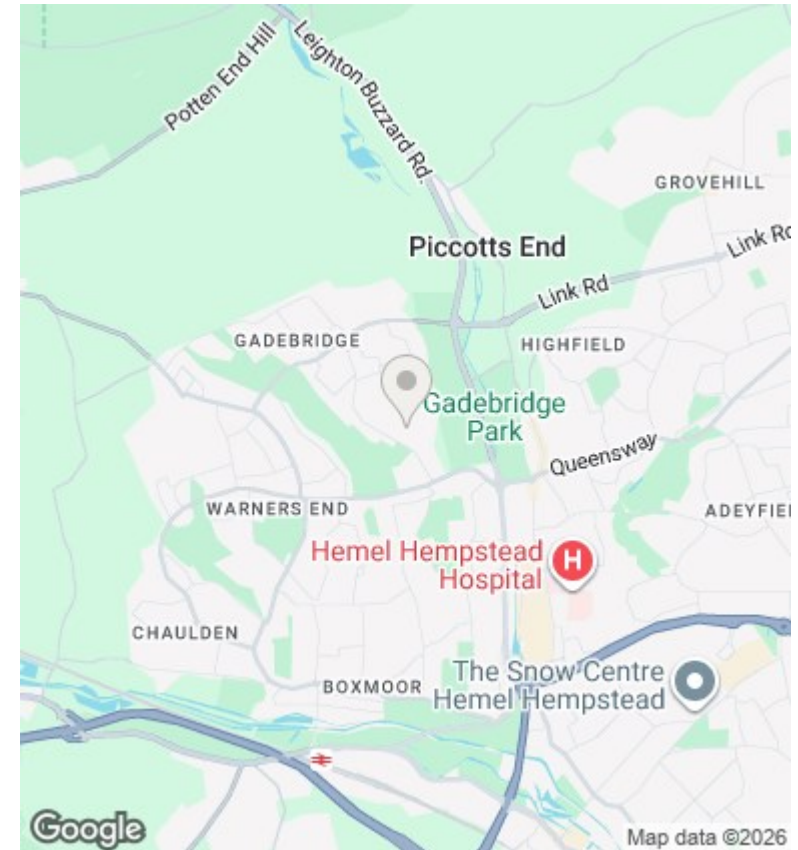 Potten End Hill
Leighton Buzzard Rd.
GROVEHILL
Piccotts End
Link Rd
Link Rd
GADEBRIDGE
HIGHFIELD
Gadebridge
Park
Queensway
WARNERS END
ADEYFIEL
Hemel Hempstead
Hospital
H
CHAULDEN
The Snow Centre
Hemel Hempstead
BOXMOOR
Google
Map data ©2026